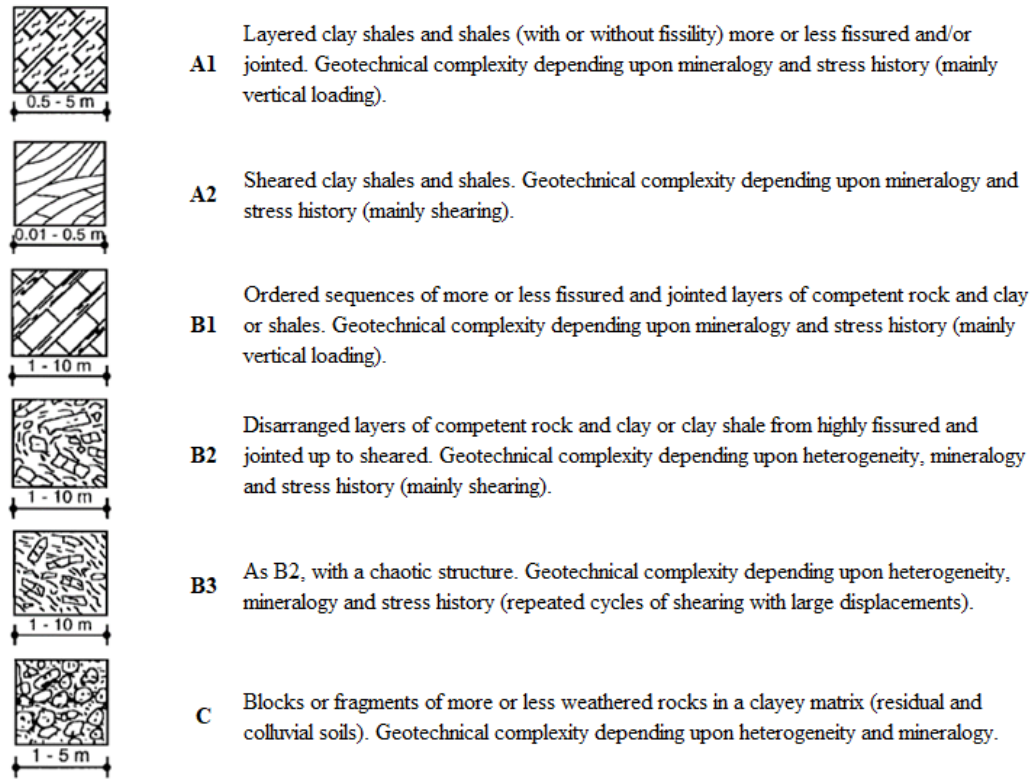 Layered clay shales and shales (with or without fissility) more or less fissured and/or
A1 jointed. Geotechnical complexity depending upon mineralogy and stress history (mainly
vertical loading).
0.5 - 5 m
A2 Sheared clay shales and shales. Geotechnical complexity depending upon mineralogy and
stress history (mainly shearing).
0.01 - 0.5 m
Ordered sequences of more or less fissured and jointed layers of competent rock and clay
B1 or shales. Geotechnical complexity depending upon mineralogy and stress history (mainly
vertical loading).
1 - 10 m
Disarranged layers of competent rock and clay or clay shale from highly fissured and
B2 jointed up to sheared. Geotechnical complexity depending upon heterogeneity, mineralogy
and stress history (mainly shearing).
1 - 10 m
B3 As B2, with a chaotic structure. Geotechnical complexity depending upon heterogeneity,
mineralogy and stress history (repeated cycles of shearing with large displacements).
1 - 10 m
C Blocks or fragments of more or less weathered rocks in a clayey matrix (residual and
colluvial soils). Geotechnical complexity depending upon heterogeneity and mineralogy.
1 - 5 m